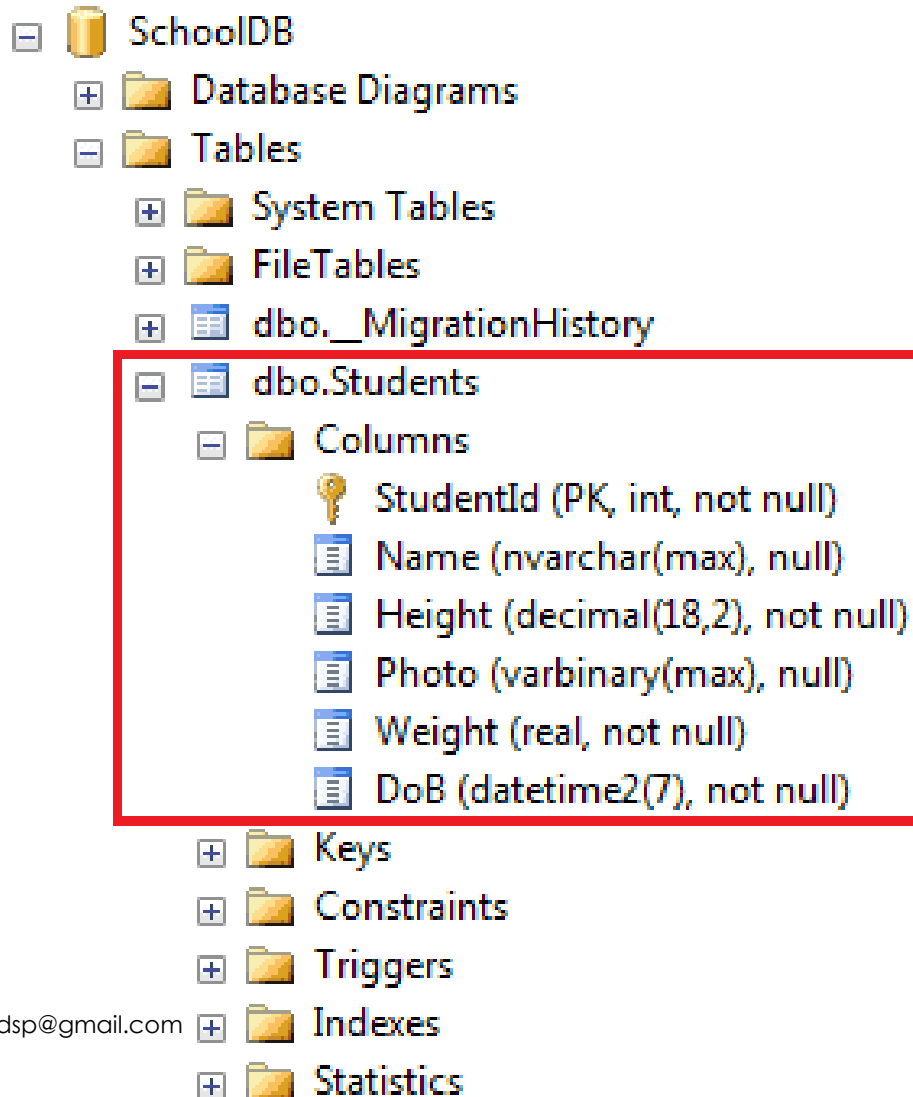 SchoolDB
Database Diagrams
Tables
System Tables
FileTables
dbo.__MigrationHistory
dbo.Students
Columns
StudentId (PK, int, not null)
Name (nvarchar(max), null)
Height (decimal(18,2), not null)
Photo (varbinary(max), null)
Weight (real, not null)
DoB (datetime2(7), not null)
Keys
Constraints
Triggers
dsp@gmail.com Indexes
Statistics